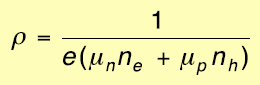 ρ = 1 / e(μₙnₑ + μₚnₕ)